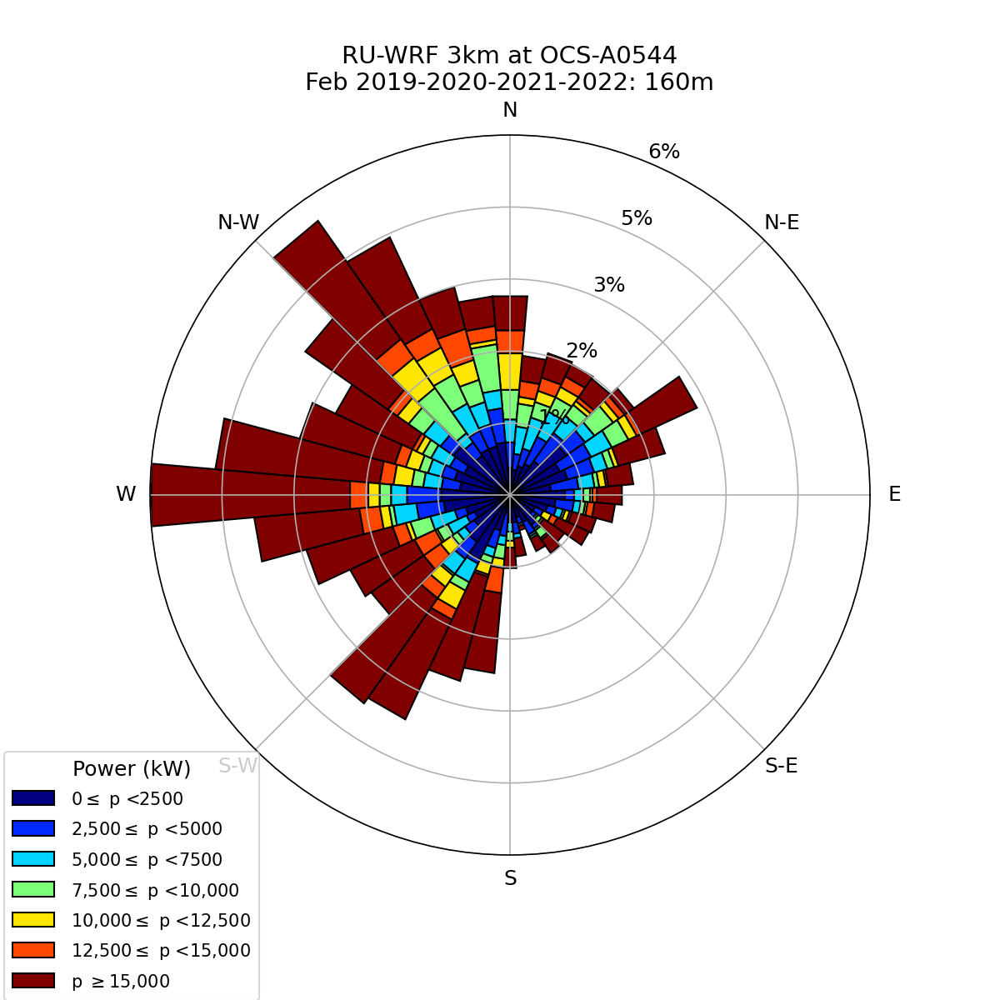 RU-WRF 3km at OCS-A0544
Feb 2019-2020-2021-2022: 160m
N
6%
N-W
5%
N-E
3%
2%
1%
W
E
S-W
S-E
S
Power (kW)
0≤ p <2500
2,500≤ p <5000
5,000≤ p <7500
7,500≤ p <10,000
10,000≤ p <12,500
12,500≤ p <15,000
p ≥15,000